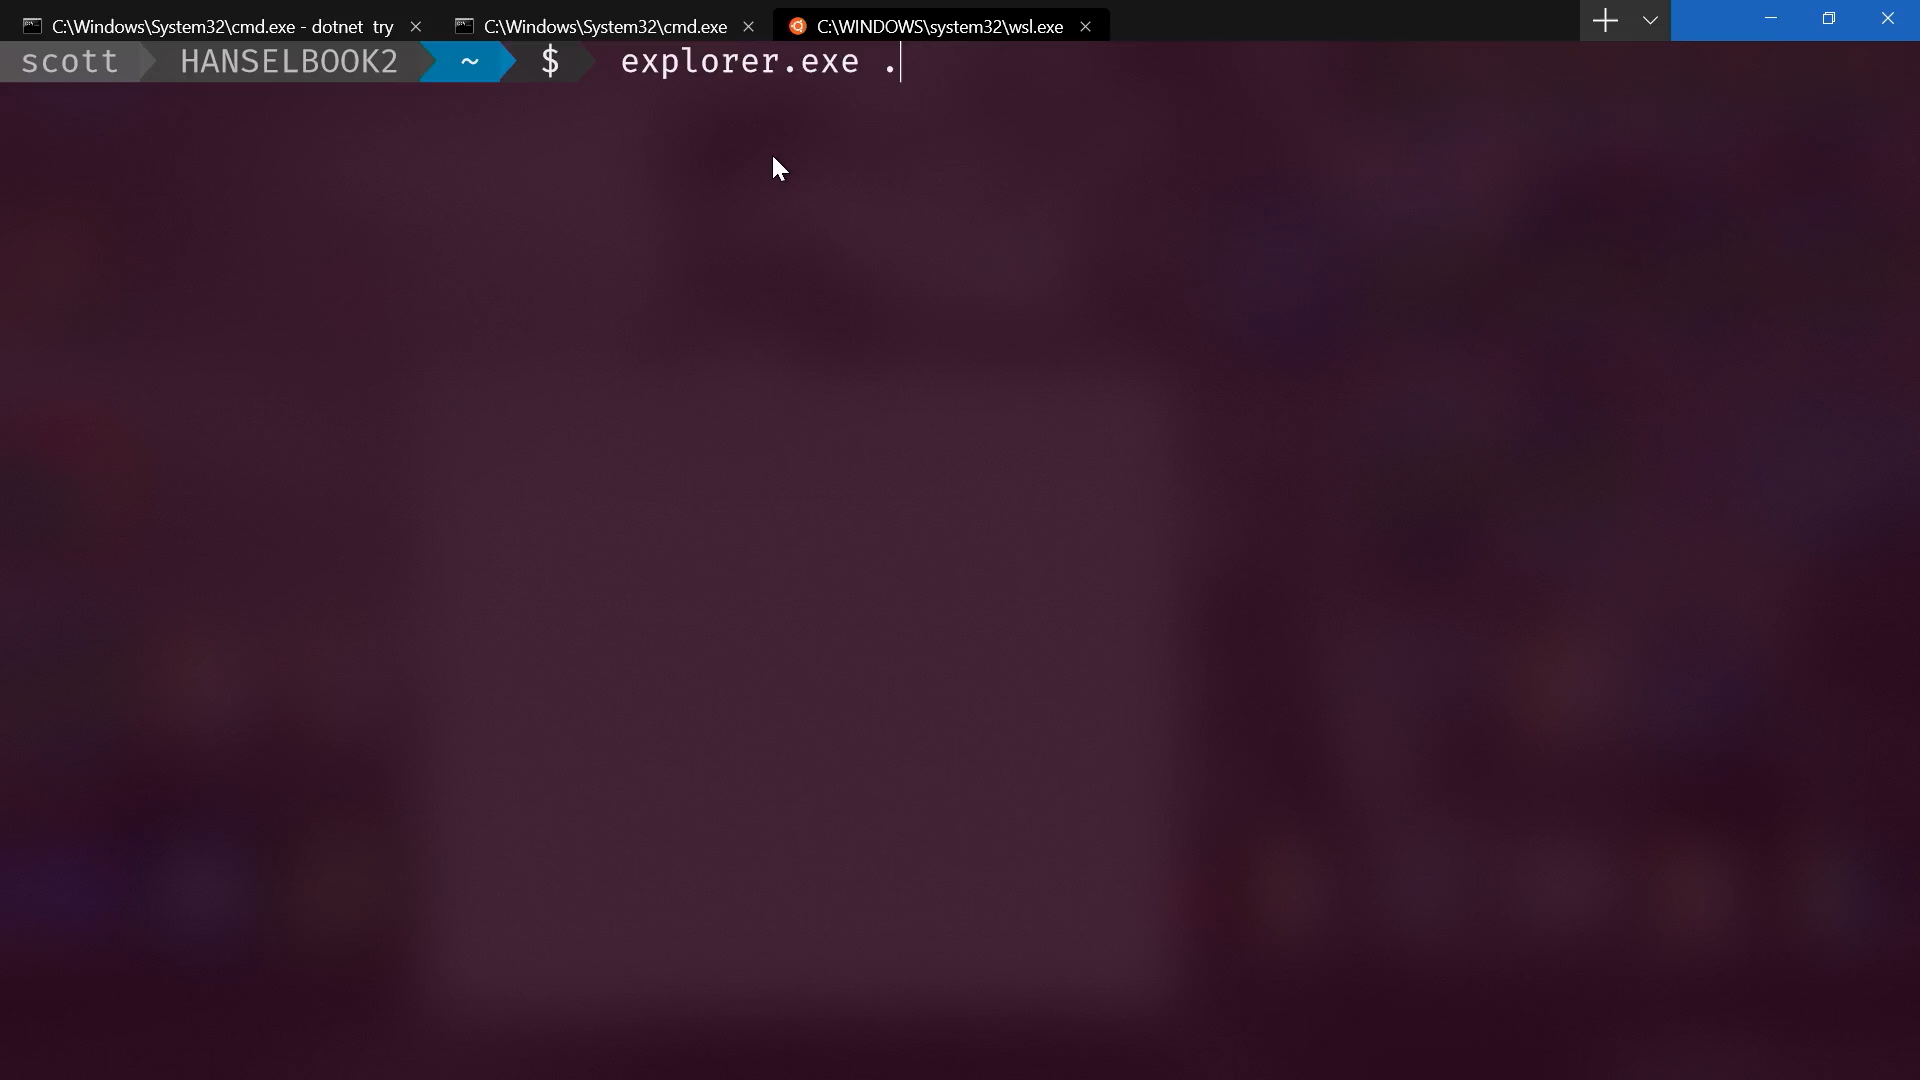 C:\Windows\System32\cmd.exe - dotnet try
C:\Windows\System32\cmd.exe
C:\WINDOWS\system32\wsl.exe
scott HANSELBOOK2 ~ $ explorer.exe .